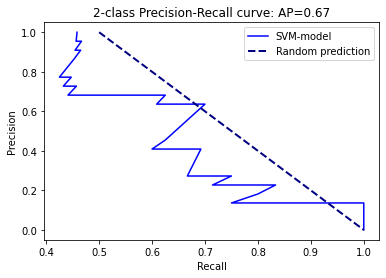 2-class Precision-Recall curve: AP=0.67
SVM-model
Random prediction
Precision
1.0
0.8
0.6
0.4
0.2
0.0
0.4 0.5 0.6 0.7 0.8 0.9 1.0
Recall